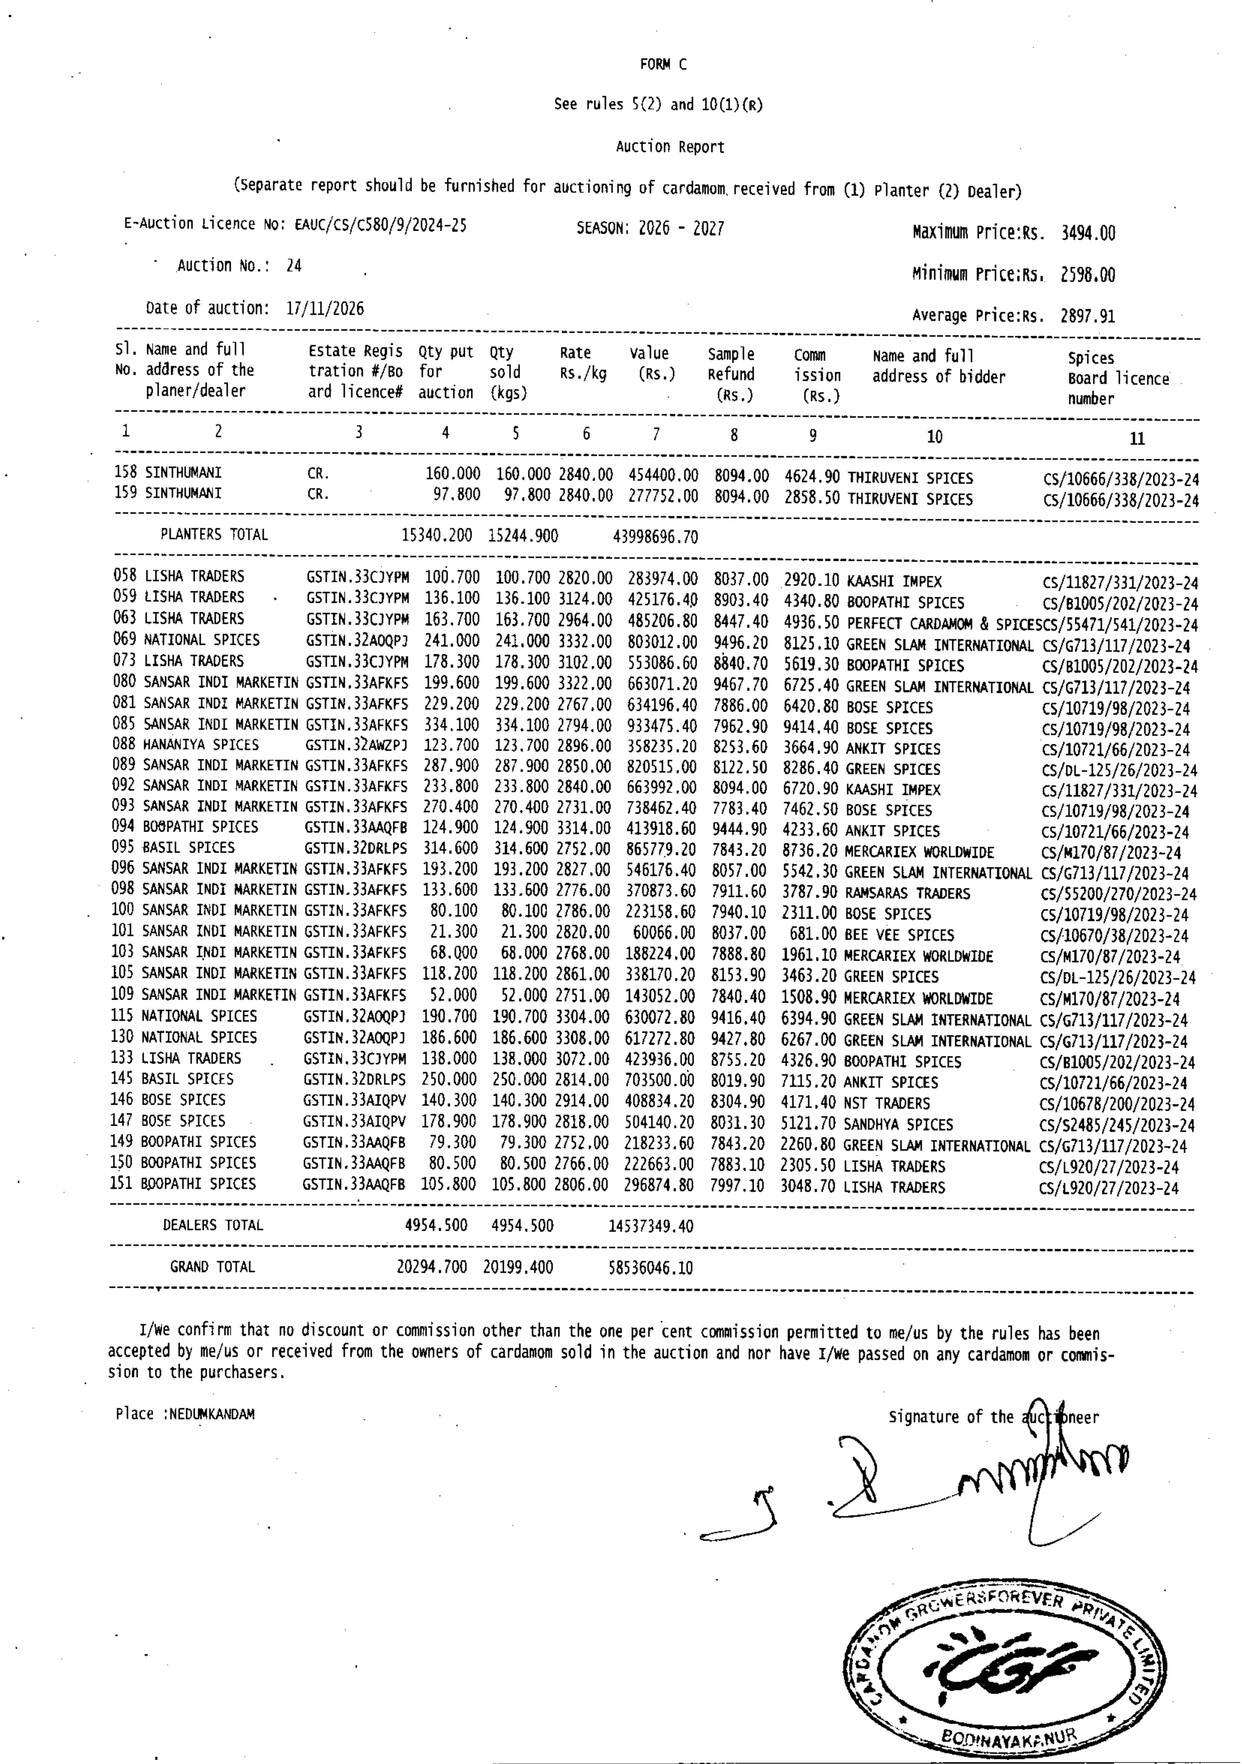 FORM C
See rules 5(2) and 10(1)(R)
Auction Report
(Separate report should be furnished for auctioning of cardamom received from (1) Planter (2) Dealer)
E-Auction Licence No: EAUC/CS/C580/9/2024-25 SEASON: 2026 - 2027 Maximum Price:Rs. 3494.00
Auction No.: 24 Minimum Price:Rs. 2598.00
Date of auction: 17/11/2026 Average Price:Rs. 2897.91
Sl. Name and full Estate Regis Qty put Qty Rate Value Sample Comm Name and full Spices
No. address of the tration #/Bo for sold Rs./kg (Rs.) Refund ission address of bidder Board licence
planer/dealer ard licence# auction (kgs) (Rs.) (Rs.) number
1 2 3 4 5 6 7 8 9 10 11
158 SINTHUMANI CR. 160.000 160.000 2840.00 454400.00 8094.00 4624.90 THIRUVENI SPICES CS/10666/338/2023-24
159 SINTHUMANI CR. 97.800 97.800 2840.00 277752.00 8094.00 2858.50 THIRUVENI SPICES CS/10666/338/2023-24
PLANTERS TOTAL 15340.200 15244.900 43998696.70
058 LISHA TRADERS GSTIN.33CJYPM 100.700 100.700 2820.00 283974.00 8037.00 2920.10 KAASHI IMPEX CS/11827/331/2023-24
059 LISHA TRADERS GSTIN.33CJYPM 136.100 136.100 3124.00 425176.40 8903.40 4340.80 BOOPATHI SPICES CS/B1005/202/2023-24
063 LISHA TRADERS GSTIN.33CJYPM 163.700 163.700 2964.00 485206.80 8447.40 4936.50 PERFECT CARDAMOM & SPICESCS/55471/541/2023-24
069 NATIONAL SPICES GSTIN.32AOQPJ 241.000 241.000 3332.00 803012.00 9496.20 8125.10 GREEN SLAM INTERNATIONAL CS/G713/117/2023-24
073 LISHA TRADERS GSTIN.33CJYPM 178.300 178.300 3102.00 553086.60 8840.70 5619.30 BOOPATHI SPICES CS/B1005/202/2023-24
080 SANSAR INDI MARKETIN GSTIN.33AFKFS 199.600 199.600 3322.00 663071.20 9467.70 6725.40 GREEN SLAM INTERNATIONAL CS/G713/117/2023-24
081 SANSAR INDI MARKETIN GSTIN.33AFKFS 229.200 229.200 2767.00 634196.40 7886.00 6420.80 BOSE SPICES CS/10719/98/2023-24
085 SANSAR INDI MARKETIN GSTIN.33AFKFS 334.100 334.100 2794.00 933475.40 7962.90 9414.40 BOSE SPICES CS/10719/98/2023-24
088 HANANIYA SPICES GSTIN.32AWZPJ 123.700 123.700 2896.00 358235.20 8253.60 3664.90 ANKIT SPICES CS/10721/66/2023-24
089 SANSAR INDI MARKETIN GSTIN.33AFKFS 287.900 287.900 2850.00 820515.00 8122.50 8286.40 GREEN SPICES CS/DL-125/26/2023-24
092 SANSAR INDI MARKETIN GSTIN.33AFKFS 233.800 233.800 2840.00 663992.00 8094.00 6720.90 KAASHI IMPEX CS/11827/331/2023-24
093 SANSAR INDI MARKETIN GSTIN.33AFKFS 270.400 270.400 2731.00 738462.40 7783.40 7462.50 BOSE SPICES CS/10719/98/2023-24
094 BOOPATHI SPICES GSTIN.33AAQFB 124.900 124.900 3314.00 413918.60 9444.90 4233.60 ANKIT SPICES CS/10721/66/2023-24
095 BASIL SPICES GSTIN.32DRLPS 314.600 314.600 2752.00 865779.20 7843.20 8736.20 MERCARIEX WORLDWIDE CS/M170/87/2023-24
096 SANSAR INDI MARKETIN GSTIN.33AFKFS 193.200 193.200 2827.00 546176.40 8057.00 5542.30 GREEN SLAM INTERNATIONAL CS/G713/117/2023-24
098 SANSAR INDI MARKETIN GSTIN.33AFKFS 133.600 133.600 2776.00 370873.60 7911.60 3787.90 RAMSARAS TRADERS CS/55200/270/2023-24
100 SANSAR INDI MARKETIN GSTIN.33AFKFS 80.100 80.100 2786.00 223158.60 7940.10 2311.00 BOSE SPICES CS/10719/98/2023-24
101 SANSAR INDI MARKETIN GSTIN.33AFKFS 21.300 21.300 2820.00 60066.00 8037.00 681.00 BEE VEE SPICES CS/10670/38/2023-24
103 SANSAR INDI MARKETIN GSTIN.33AFKFS 68.000 68.000 2768.00 188224.00 7888.80 1961.10 MERCARIEX WORLDWIDE CS/M170/87/2023-24
105 SANSAR INDI MARKETIN GSTIN.33AFKFS 118.200 118.200 2861.00 338170.20 8153.90 3463.20 GREEN SPICES CS/DL-125/26/2023-24
109 SANSAR INDI MARKETIN GSTIN.33AFKFS 52.000 52.000 2751.00 143052.00 7840.40 1508.90 MERCARIEX WORLDWIDE CS/M170/87/2023-24
115 NATIONAL SPICES GSTIN.32AOQPJ 190.700 190.700 3304.00 630072.80 9416.40 6394.90 GREEN SLAM INTERNATIONAL CS/G713/117/2023-24
130 NATIONAL SPICES GSTIN.32AOQPJ 186.600 186.600 3308.00 617272.80 9427.80 6267.00 GREEN SLAM INTERNATIONAL CS/G713/117/2023-24
133 LISHA TRADERS GSTIN.33CJYPM 138.000 138.000 3072.00 423936.00 8755.20 4326.90 BOOPATHI SPICES CS/B1005/202/2023-24
145 BASIL SPICES GSTIN.32DRLPS 250.000 250.000 2814.00 703500.00 8019.90 7115.20 ANKIT SPICES CS/10721/66/2023-24
146 BOSE SPICES GSTIN.33AIQPV 140.300 140.300 2914.00 408834.20 8304.90 4171.40 NST TRADERS CS/10678/200/2023-24
147 BOSE SPICES GSTIN.33AIQPV 178.900 178.900 2818.00 504140.20 8031.30 5121.70 SANDHYA SPICES CS/S2485/245/2023-24
149 BOOPATHI SPICES GSTIN.33AAQFB 79.300 79.300 2752.00 218233.60 7843.20 2260.80 GREEN SLAM INTERNATIONAL CS/G713/117/2023-24
150 BOOPATHI SPICES GSTIN.33AAQFB 80.500 80.500 2766.00 222663.00 7883.10 2305.50 LISHA TRADERS CS/L920/27/2023-24
151 BOOPATHI SPICES GSTIN.33AAQFB 105.800 105.800 2806.00 296874.80 7997.10 3048.70 LISHA TRADERS CS/L920/27/2023-24
DEALERS TOTAL 4954.500 4954.500 14537349.40
GRAND TOTAL 20294.700 20199.400 58536046.10
I/We confirm that no discount or commission other than the one per cent commission permitted to me/us by the rules has been
accepted by me/us or received from the owners of cardamom sold in the auction and nor have I/We passed on any cardamom or commis-
sion to the purchasers.
Place :NEDUMKANDAM Signature of the auctioneer
CARDAMOM GROWERSFOREVER PRIVATE LIMITED
CGF
BODINAYAKANUR